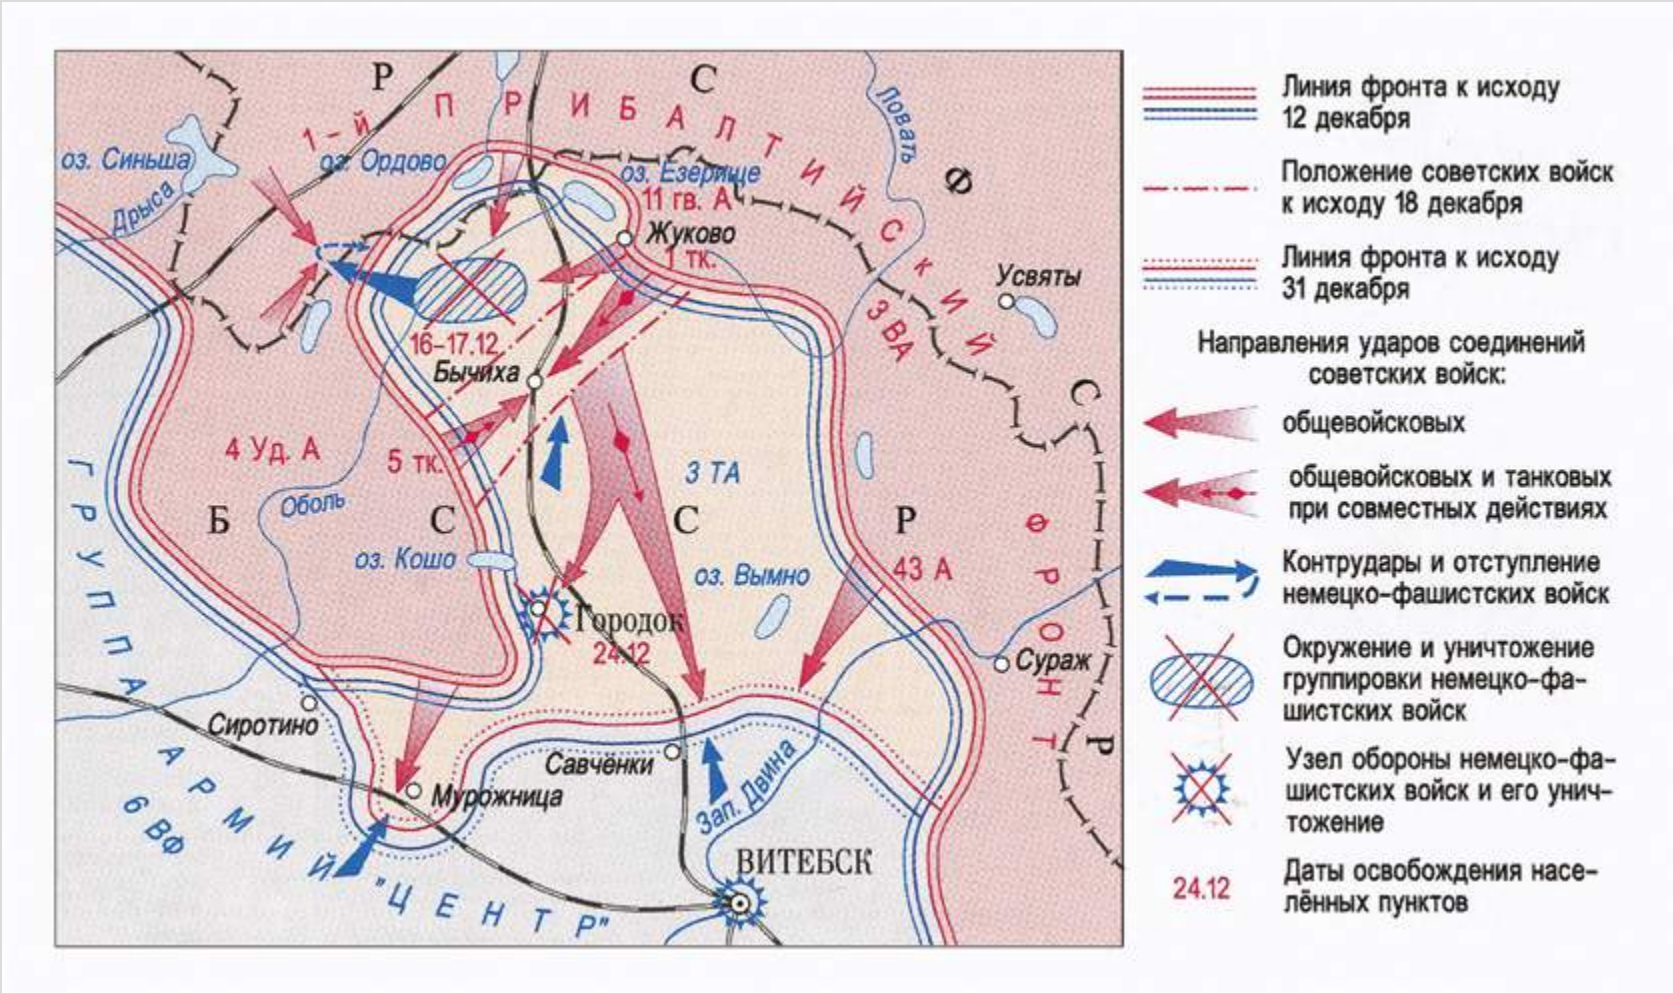 Р С Ф С Р
1-й ПРИБАЛТИЙСКИЙ ФРОНТ
оз. Синьша
оз. Ордово
оз. Езерище
Ловать
Дрыса
11 гв. А
Жуково
1 тк.
Усвяты
3 ВА
16-17.12
Бычиха
4 Уд. А
5 тк.
3 ТА
Оболь
Б С С Р
оз. Кошо
оз. Вымно
43 А
Городок
24.12
Сураж
Сиротино
Савчёнки
Мурожница
Зап. Двина
ВИТЕБСК
ГРУППА АРМИЙ "ЦЕНТР"
6 ВФ
Линия фронта к исходу
12 декабря
Положение советских войск
к исходу 18 декабря
Линия фронта к исходу
31 декабря
Направления ударов соединений
советских войск:
общевойсковых
общевойсковых и танковых
при совместных действиях
Контрудары и отступление
немецко-фашистских войск
Окружение и уничтожение
группировки немецко-фа-
шистских войск
Узел обороны немецко-фа-
шистских войск и его унич-
тожение
24.12
Даты освобождения насе-
лённых пунктов